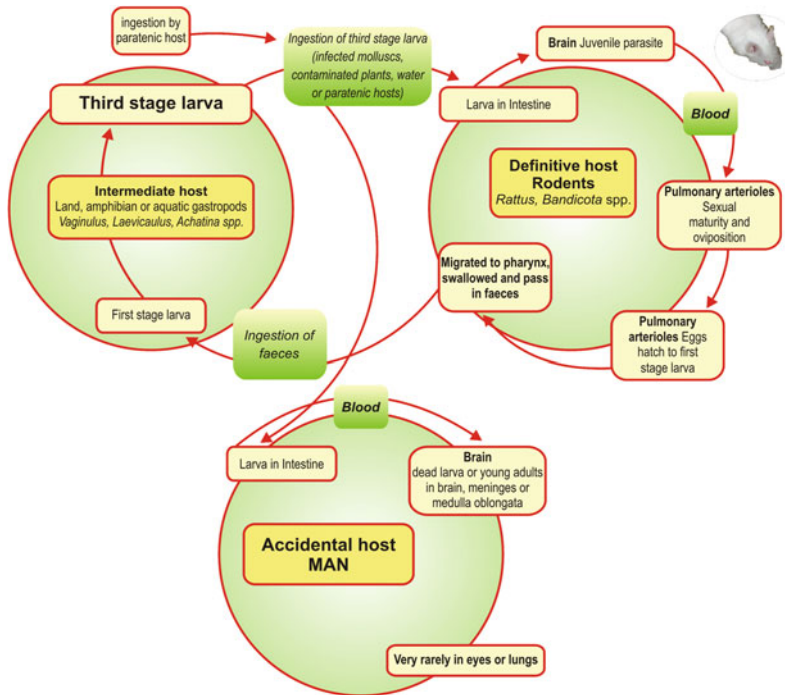 ingestion by
paratenic host
Ingestion of third stage larva
(infected molluscs,
contaminated plants, water
or paratenic hosts)
Brain Juvenile parasite
Third stage larva
Larva in Intestine
Blood
Intermediate host
Land, amphibian or aquatic gastropods
Vaginulus, Laevicaulus, Achatina spp.
Definitive host
Rodents
Rattus, Bandicota spp.
Pulmonary arterioles
Sexual
maturity and
oviposition
Migrated to pharynx,
swallowed and pass
in faeces
First stage larva
Ingestion of
faeces
Pulmonary
arterioles Eggs
hatch to first
stage larva
Blood
Larva in Intestine
Brain
dead larva or young adults
in brain, meninges or
medulla oblongata
Accidental host
MAN
Very rarely in eyes or lungs